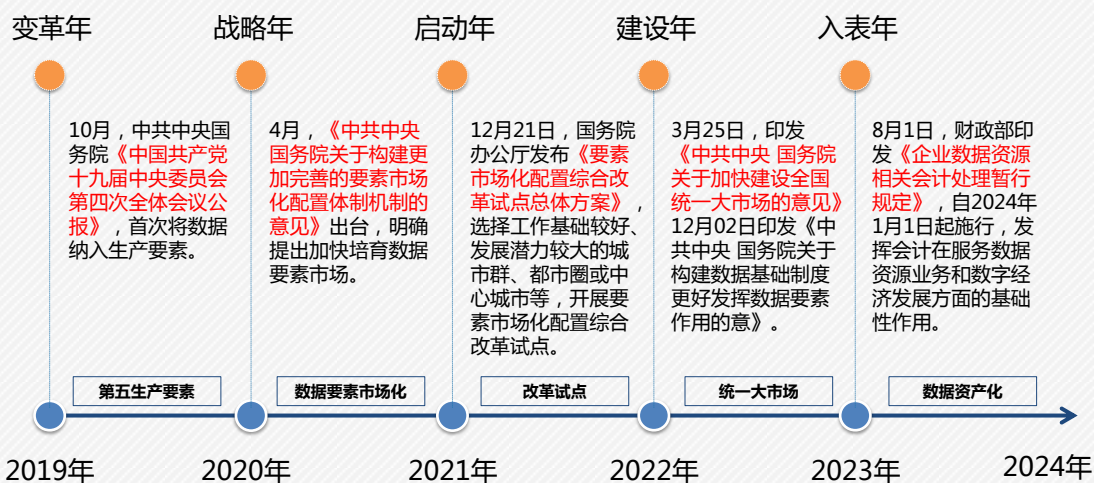 变革年
战略年
启动年
建设年
入表年
10月，中共中央国
务院《中国共产党
十九届中央委员会
第四次全体会议公
报》，首次将数据
纳入生产要素。
4月，《中共中央
国务院关于构建更
加完善的要素市场
化配置体制机制的
意见》出台，明确
提出加快培育数据
要素市场。
12月21日，国务院
办公厅发布《要素
市场化配置综合改
革试点总体方案》，
选择工作基础较好、
发展潜力较大的城
市群、都市圈或中
心城市等，开展要
素市场化配置综合
改革试点。
3月25日，印发
《中共中央 国务院
关于加快建设全国
统一大市场的意见》
12月02日印发《中
共中央 国务院关于
构建数据基础制度
更好发挥数据要素
作用的意》。
8月1日，财政部印
发《企业数据资源
相关会计处理暂行
规定》，自2024年
1月1日起施行，发
挥会计在服务数据
资源业务和数字经
济发展方面的基础
性作用。
第五生产要素
数据要素市场化
改革试点
统一大市场
数据资产化
2019年
2020年
2021年
2022年
2023年
2024年